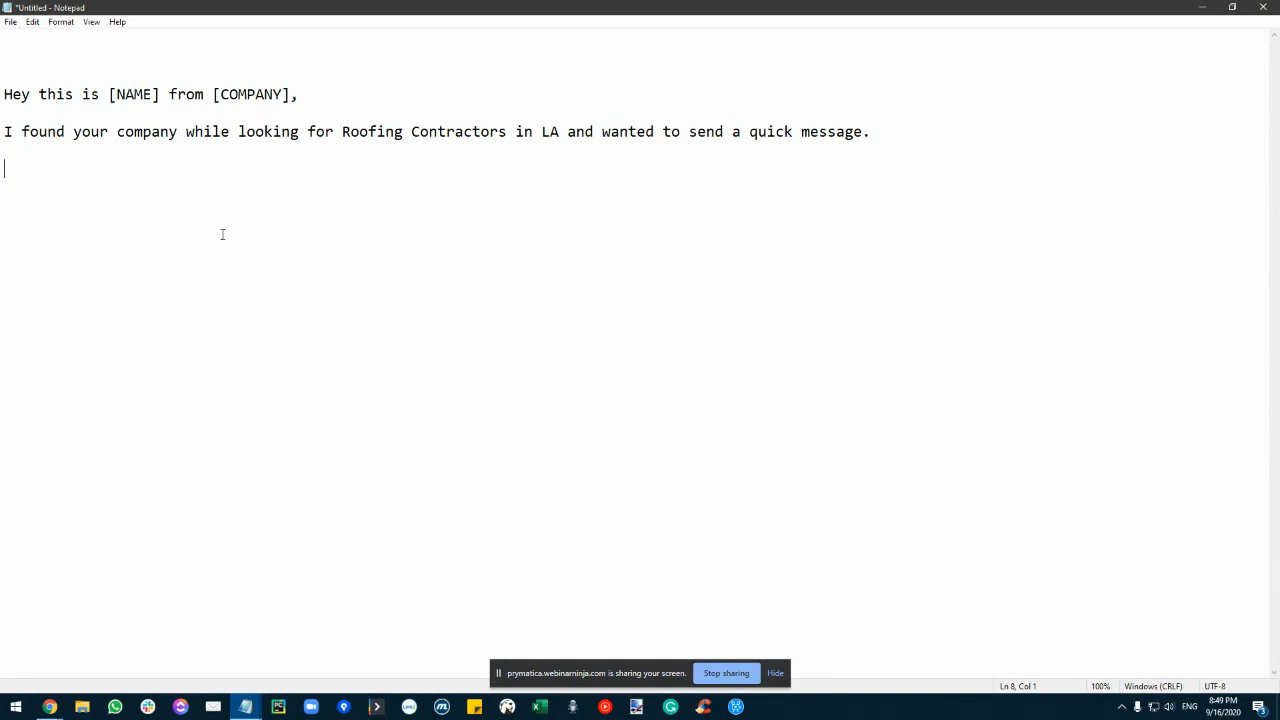 *Untitled - Notepad
File Edit Format View Help
Hey this is [NAME] from [COMPANY],
I found your company while looking for Roofing Contractors in LA and wanted to send a quick message.
prymatica.webinarninja.com is sharing your screen. Stop sharing Hide
Ln 8, Col 1 100% Windows (CRLF) UTF-8
ENG 8:49 PM
9/16/2020
3